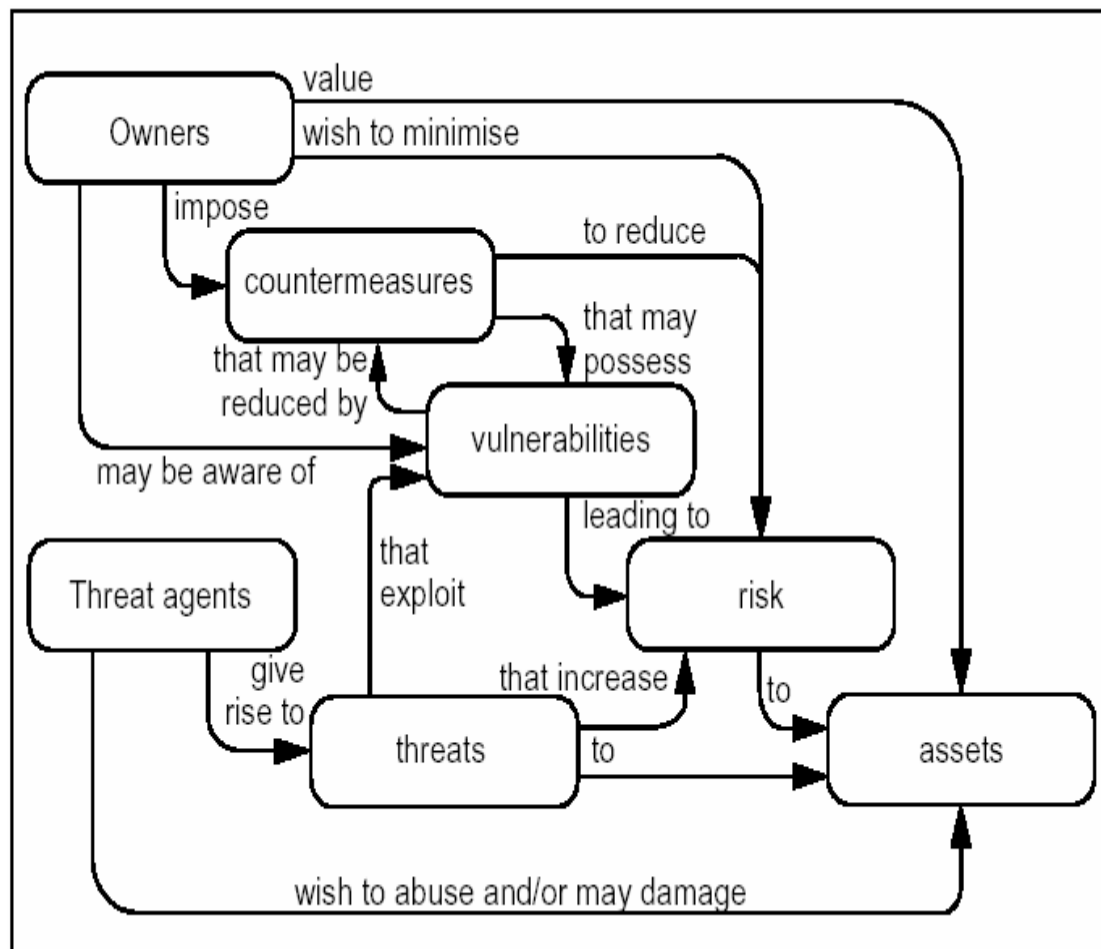 value
Owners
wish to minimise
impose
to reduce
countermeasures
that may
possess
that may be
reduced by
vulnerabilities
may be aware of
leading to
that
exploit
Threat agents
risk
give
rise to
that increase
to
threats
to
assets
wish to abuse and/or may damage